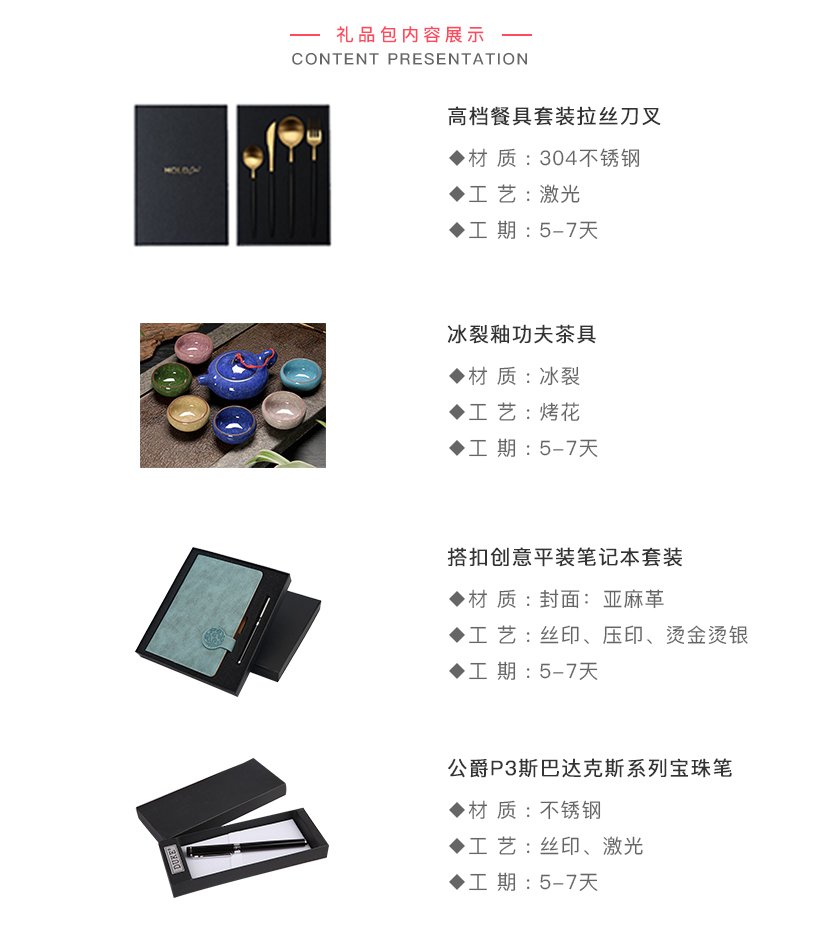 礼品包内容展示
CONTENT PRESENTATION
高档餐具套装拉丝刀叉
◆材 质：304不锈钢
◆工 艺：激光
◆工 期：5-7天
冰裂釉功夫茶具
◆材 质：冰裂
◆工 艺：烤花
◆工 期：5-7天
搭扣创意平装笔记本套装
◆材 质：封面：亚麻革
◆工 艺：丝印、压印、烫金烫银
◆工 期：5-7天
公爵P3斯巴达克斯系列宝珠笔
DUKE
◆材 质：不锈钢
◆工 艺：丝印、激光
◆工 期：5-7天